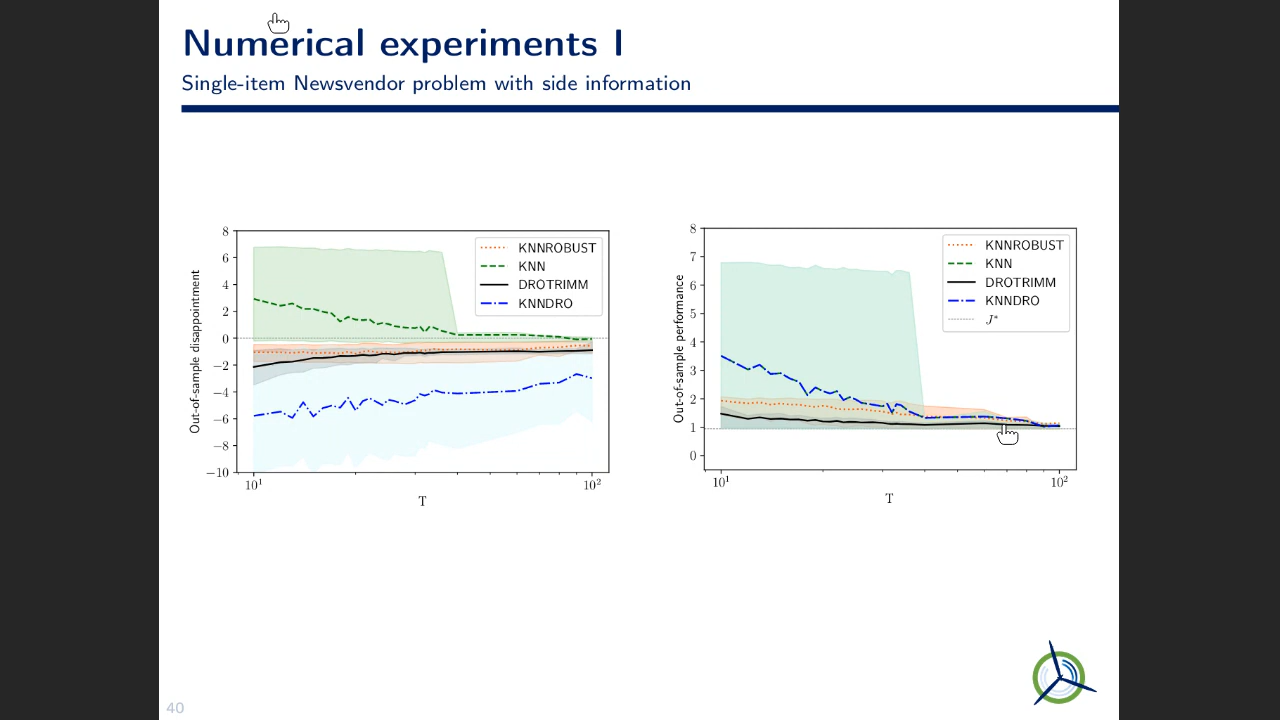 Numerical experiments I
Single-item Newsvendor problem with side information
8
6
4
2
0
−2
−4
−6
−8
−10
Out-of-sample disappointment
KNNROBUST
KNN
DROTRIMM
KNNDRO
10¹
10²
T
8
7
6
5
4
3
2
1
0
Out-of-sample performance
KNNROBUST
KNN
DROTRIMM
KNNDRO
J*
10¹
10²
T
40